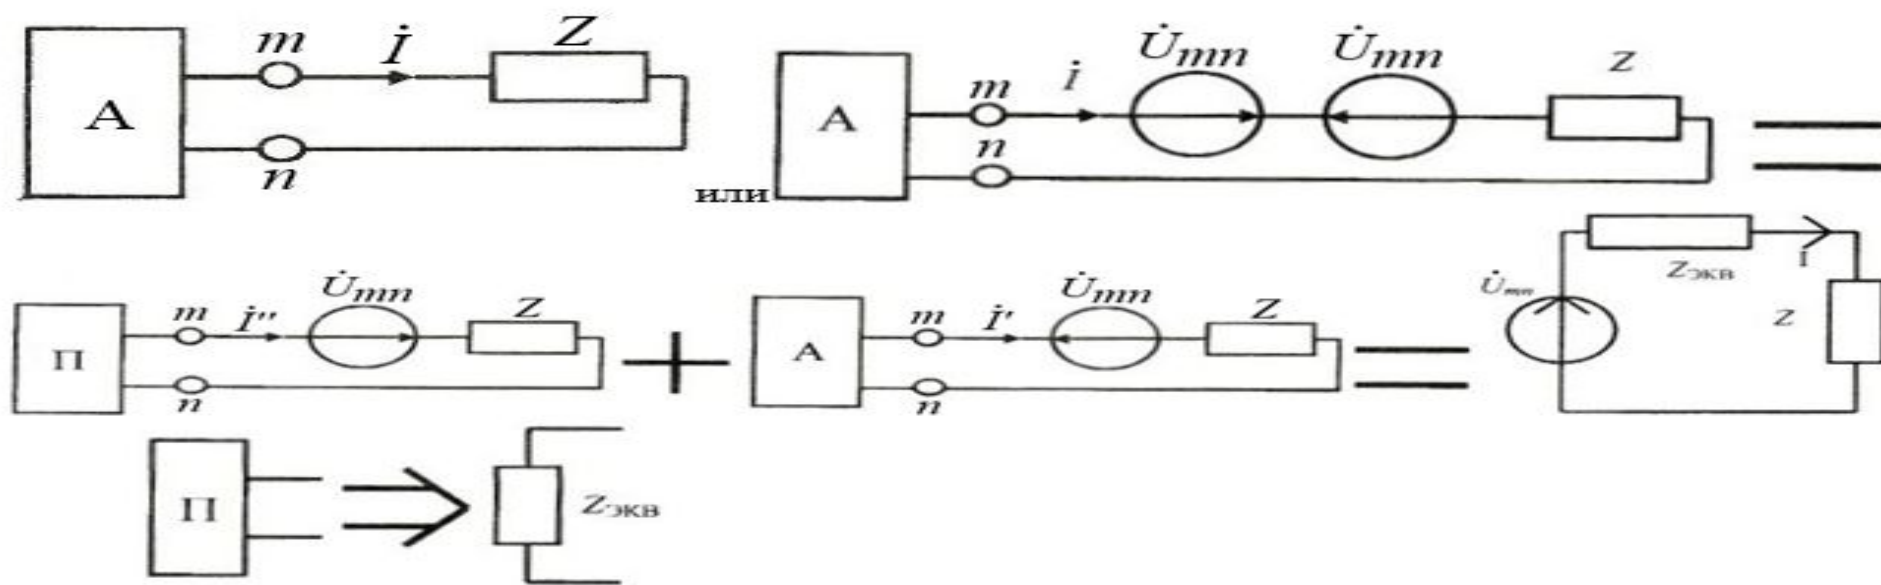 A m n İ Z
или A m n İ U̇mn U̇mn Z
П m n İ'' U̇mn Z
A m n İ' U̇mn Z
U̇mn Zэкв I Z
П Zэкв